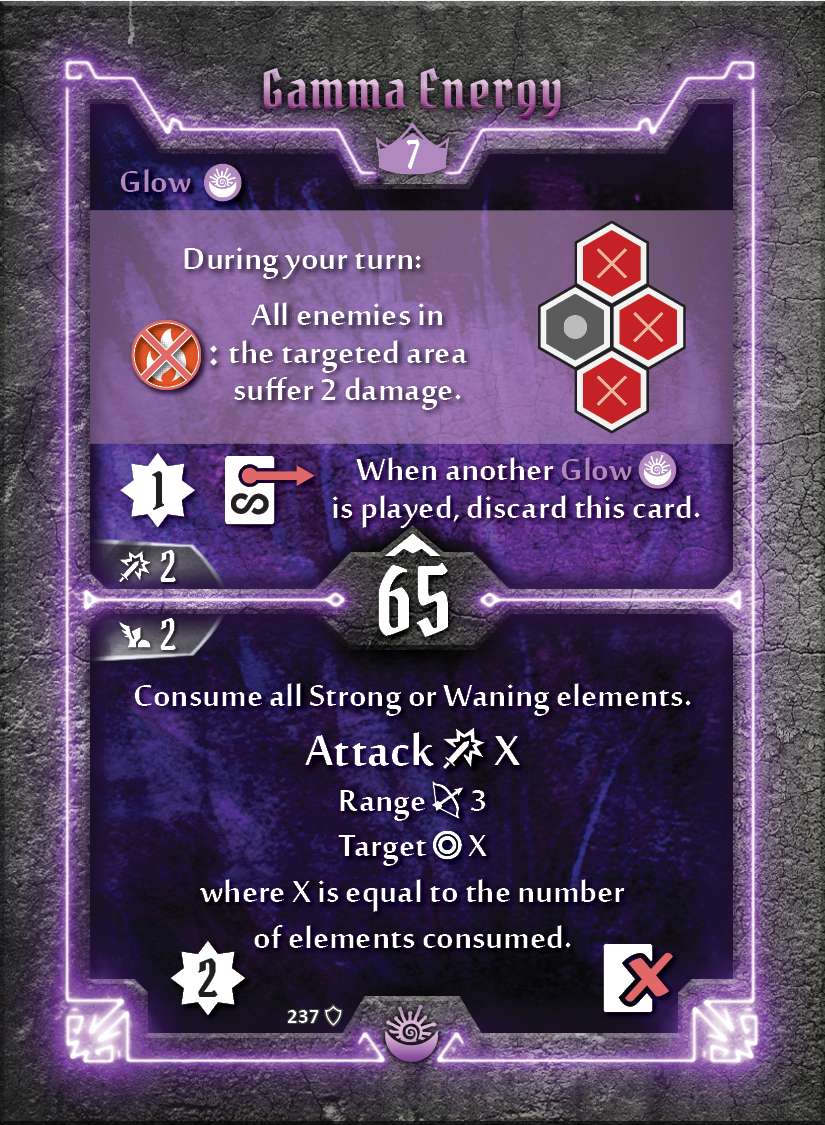 Gamma Energy
7
Glow
During your turn:
All enemies in
: the targeted area
suffer 2 damage.
1
When another Glow
is played, discard this card.
2
65
2
Consume all Strong or Waning elements.
Attack X
Range 3
Target X
where X is equal to the number
of elements consumed.
2
237